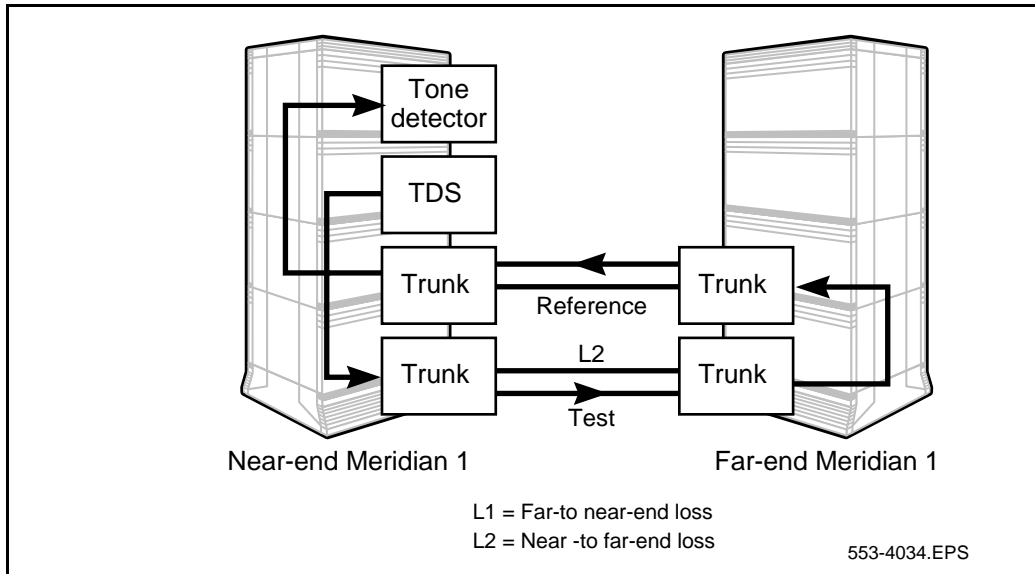 Tone
detector
TDS
Trunk
Trunk
Reference
L2
Trunk
Trunk
Test
Near-end Meridian 1
Far-end Meridian 1
L1 = Far-to near-end loss
L2 = Near -to far-end loss
553-4034.EPS